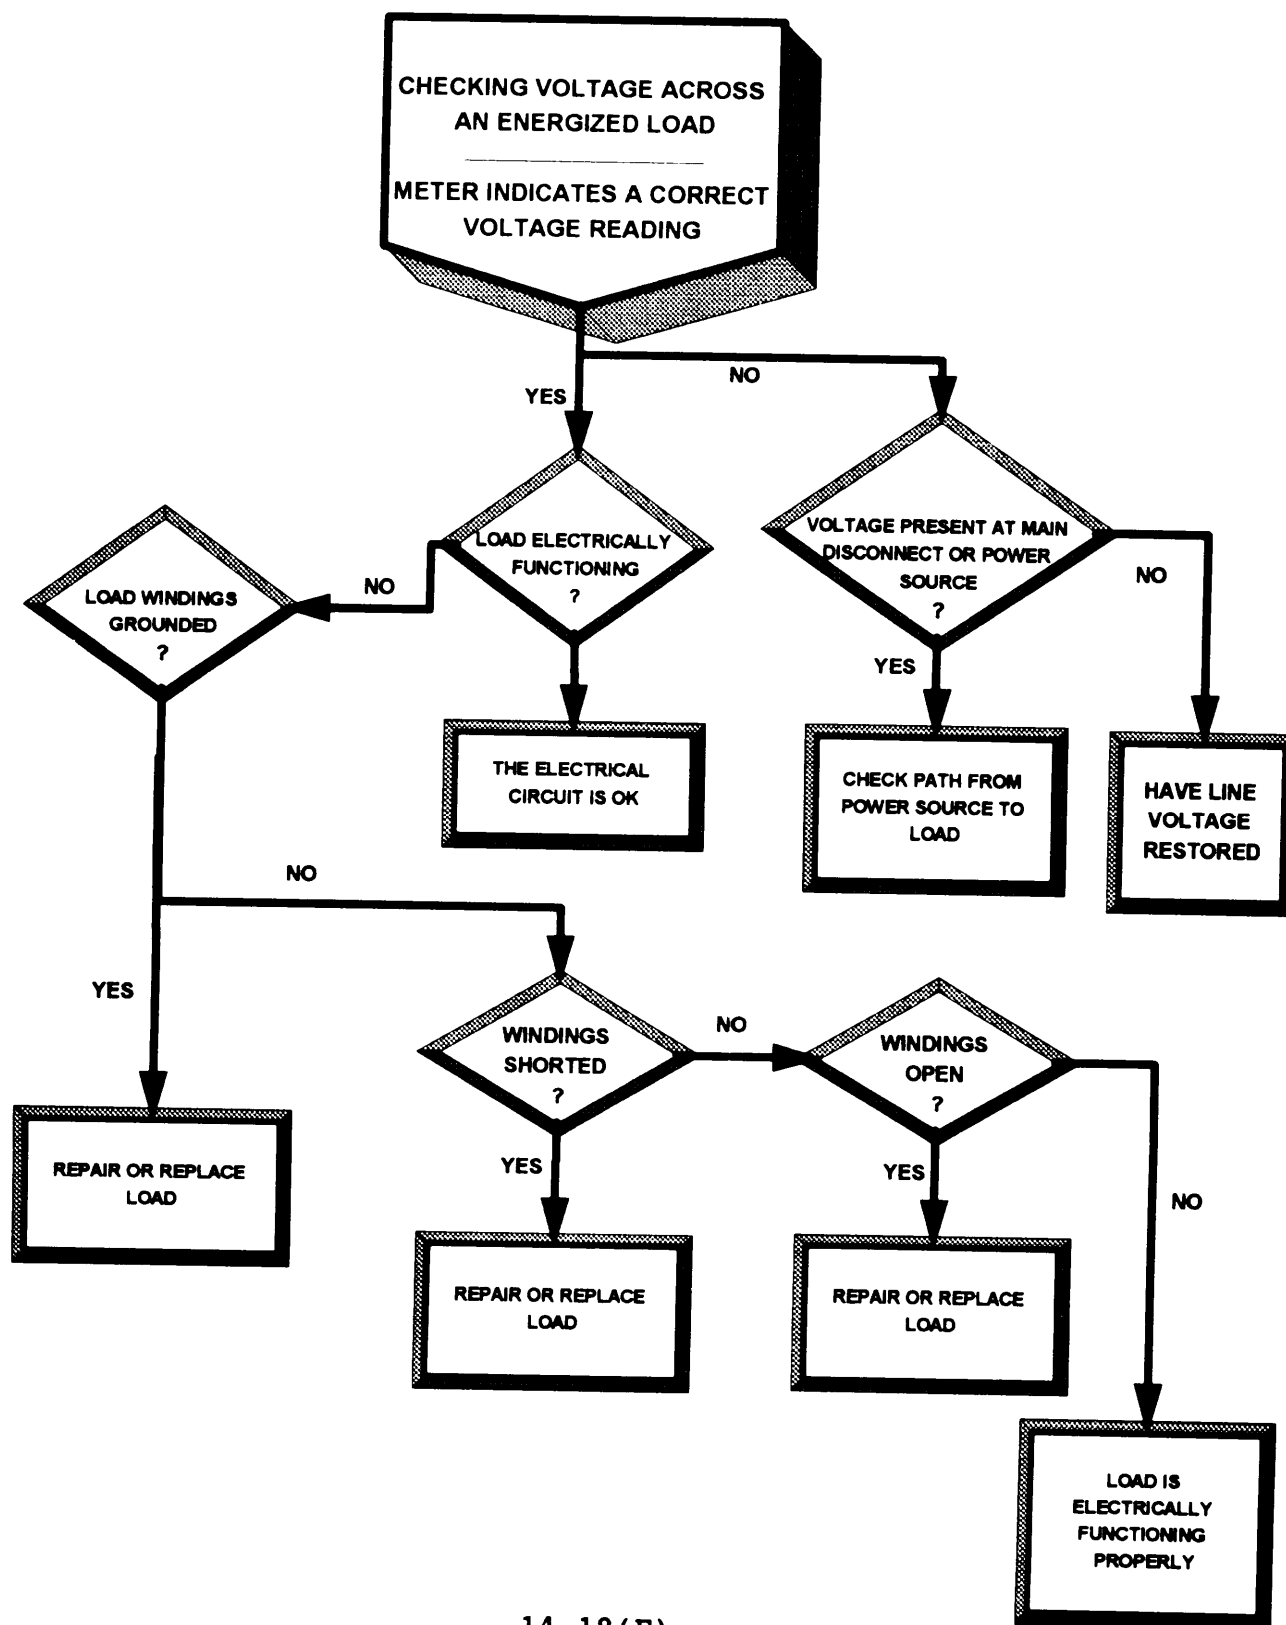 CHECKING VOLTAGE ACROSS
AN ENERGIZED LOAD
METER INDICATES A CORRECT
VOLTAGE READING
NO
YES
LOAD ELECTRICALLY
FUNCTIONING
?
VOLTAGE PRESENT AT MAIN
DISCONNECT OR POWER
SOURCE
?
NO
NO
LOAD WINDINGS
GROUNDED
?
YES
THE ELECTRICAL
CIRCUIT IS OK
CHECK PATH FROM
POWER SOURCE TO
LOAD
HAVE LINE
VOLTAGE
RESTORED
NO
YES
WINDINGS
SHORTED
?
NO
WINDINGS
OPEN
?
REPAIR OR REPLACE
LOAD
YES
YES
NO
REPAIR OR REPLACE
LOAD
REPAIR OR REPLACE
LOAD
LOAD IS
ELECTRICALLY
FUNCTIONING
PROPERLY